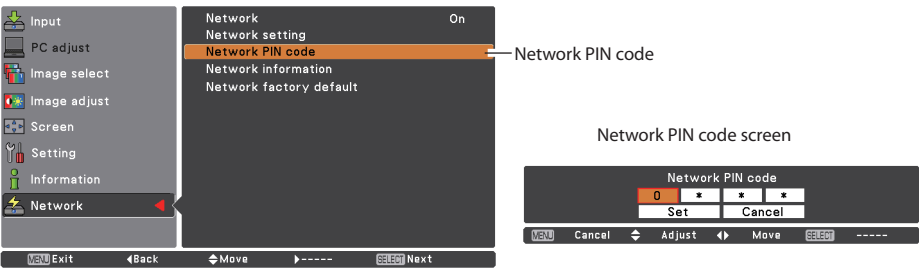 Input
PC adjust
Image select
Image adjust
Screen
Setting
Information
Network
Network On
Network setting
Network PIN code
Network information
Network factory default
MENU Exit ◀Back ◆Move ▶----- SELECT Next
Network PIN code
Network PIN code screen
Network PIN code
0 * * *
Set Cancel
MENU Cancel ◆ Adjust ◀▶ Move SELECT -----